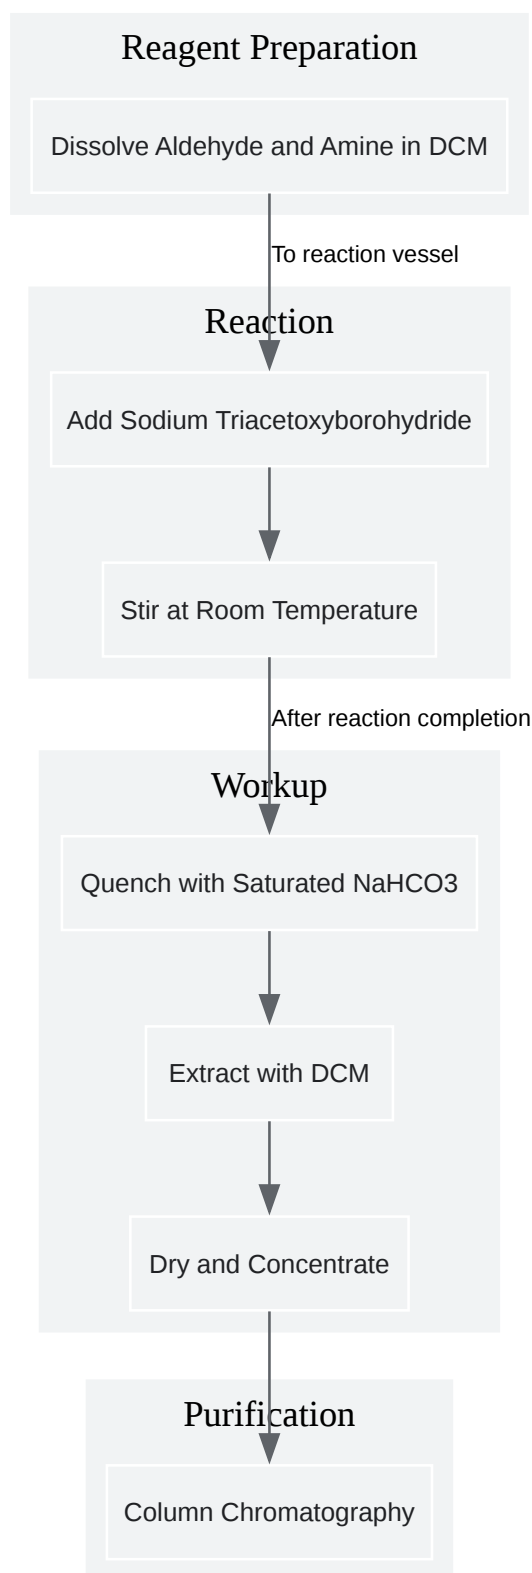 Reagent Preparation
Dissolve Aldehyde and Amine in DCM
To reaction vessel
Reaction
Add Sodium Triacetoxyborohydride
Stir at Room Temperature
After reaction completion
Workup
Quench with Saturated NaHCO3
Extract with DCM
Dry and Concentrate
Purification
Column Chromatography